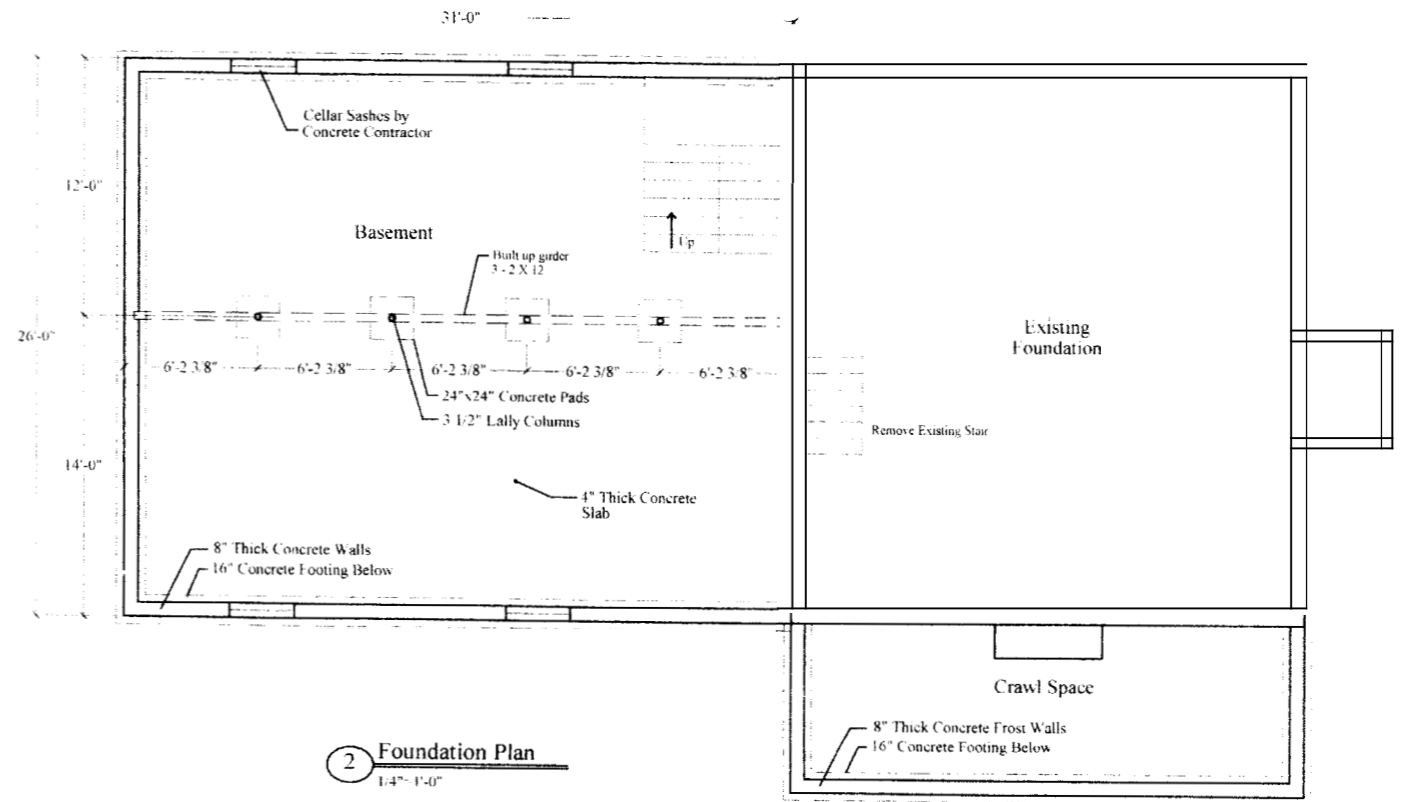 31'-0"
Cellar Sashes by
Concrete Contractor
12'-0"
Basement
Up
Built up girder
3 - 2 X 12
26'-0"
Existing
Foundation
6'-2 3/8"
6'-2 3/8"
6'-2 3/8"
6'-2 3/8"
6'-2 3/8"
24"x24" Concrete Pads
3 1/2" Lally Columns
Remove Existing Stair
14'-0"
4" Thick Concrete
Slab
8" Thick Concrete Walls
16" Concrete Footing Below
Crawl Space
8" Thick Concrete Frost Walls
16" Concrete Footing Below
2
Foundation Plan
1/4"=1'-0"